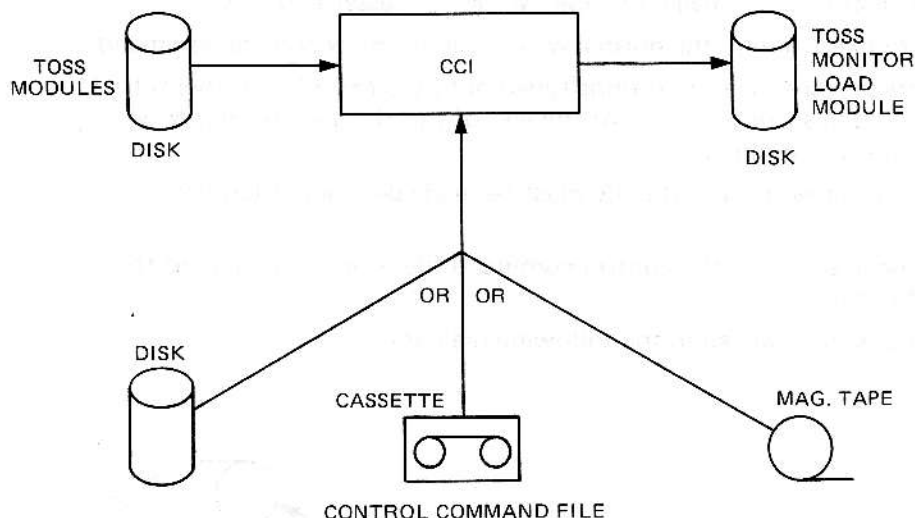 TOSS
MODULES
DISK
CCI
TOSS
MONITOR
LOAD
MODULE
DISK
OR OR
DISK
CASSETTE
MAG. TAPE
CONTROL COMMAND FILE